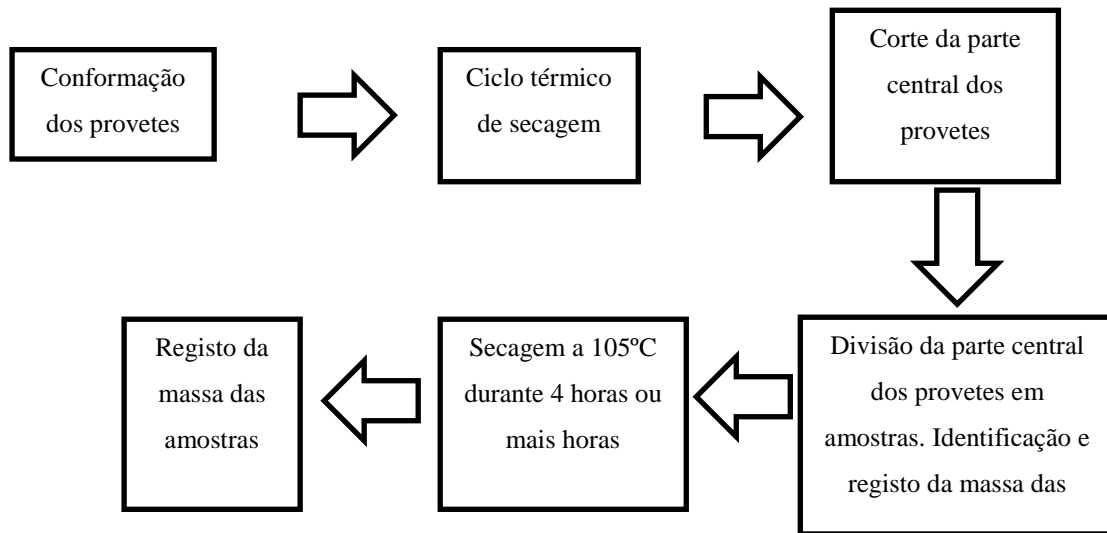 Conformação
dos provetes
Ciclo térmico
de secagem
Corte da parte
central dos
provetes
Divisão da parte central
dos provetes em
amostras. Identificação e
registo da massa das
Secagem a 105ºC
durante 4 horas ou
mais horas
Registo da
massa das
amostras